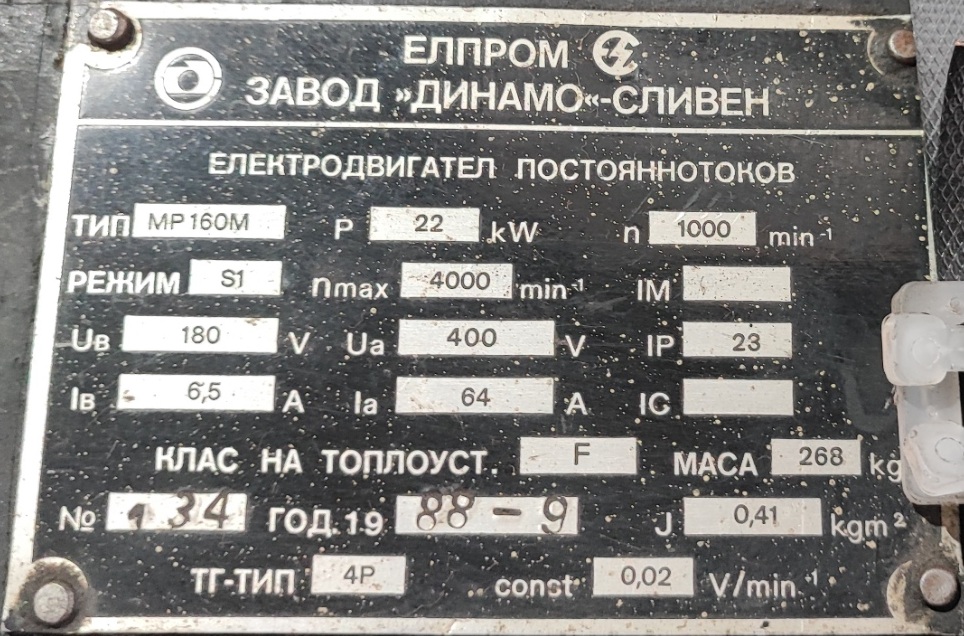 ЕЛПРОМ
ЗАВОД »ДИНАМО«-СЛИВЕН
ЕЛЕКТРОДВИГАТЕЛ ПОСТОЯННОТОКОВ
ТИП MP160M P 22 kW n 1000 min-1
РЕЖИМ S1 nmax 4000 min-1 IM
Uв 180 V Ua 400 V IP 23
Iв 6,5 A Ia 64 A IC
КЛАС НА ТОПЛОУСТ. F МАСА 268 kg
№ 134 ГОД.19 88-9 J 0,41 kgm²
ТГ-ТИП 4P const 0,02 V/min-1